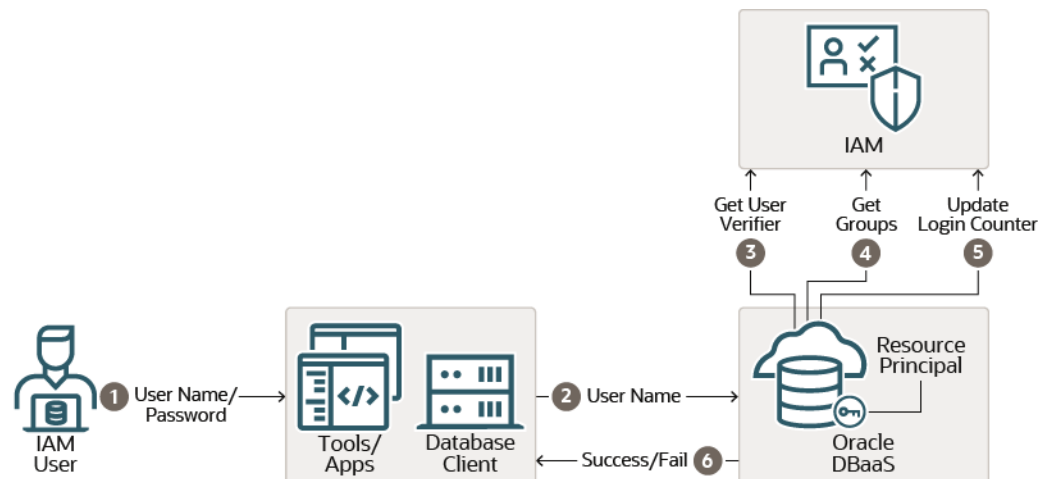 IAM
Get User
Verifier
3
Get
Groups
4
Update
Login Counter
5
IAM
User
1
User Name/
Password
</>
Tools/
Apps
Database
Client
2
User Name
Success/Fail
6
Resource
Principal
Oracle
DBaaS